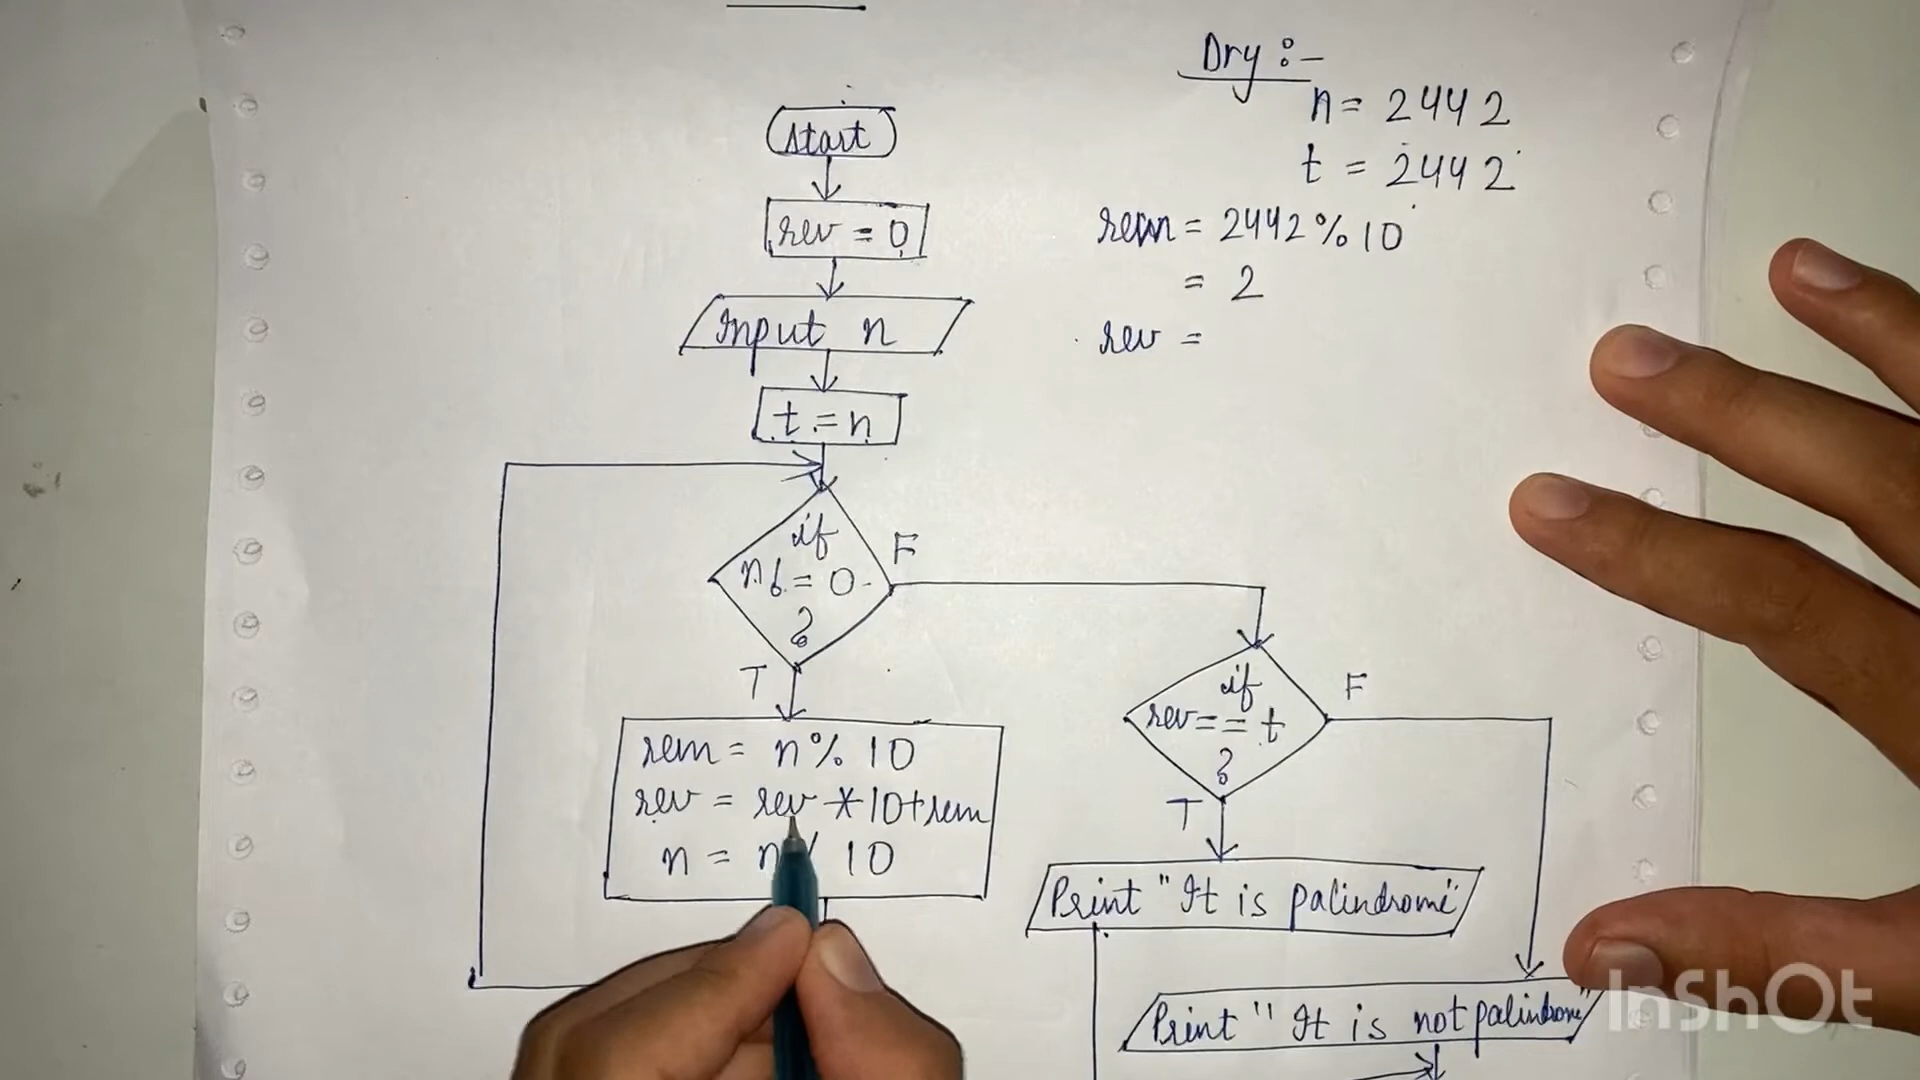 Dry :-
n = 2442
t = 2442
rem = 2442 % 10
= 2
rev =
start
rev = 0
Input n
t = n
if
n != 0
?
F
T
rem = n % 10
rev = rev * 10 + rem
n = n / 10
if
rev == t
?
F
T
Print "It is palindrome"
Print "It is not palindrome"
InShOt